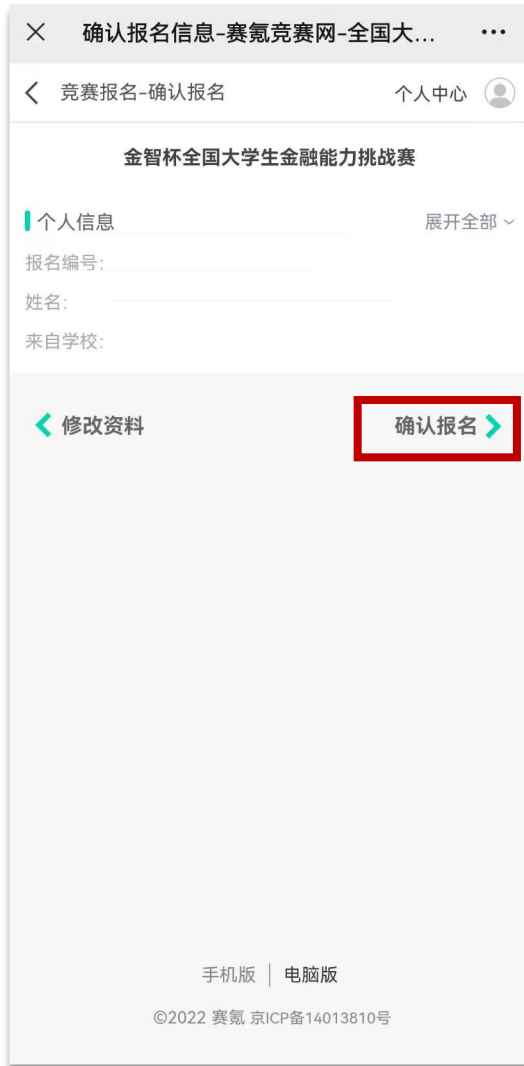 确认报名信息-赛氪竞赛网-全国大...
竞赛报名-确认报名 个人中心
金智杯全国大学生金融能力挑战赛
个人信息 展开全部
报名编号:
姓名:
来自学校:
修改资料 确认报名
手机版 | 电脑版
©2022 赛氪 京ICP备14013810号